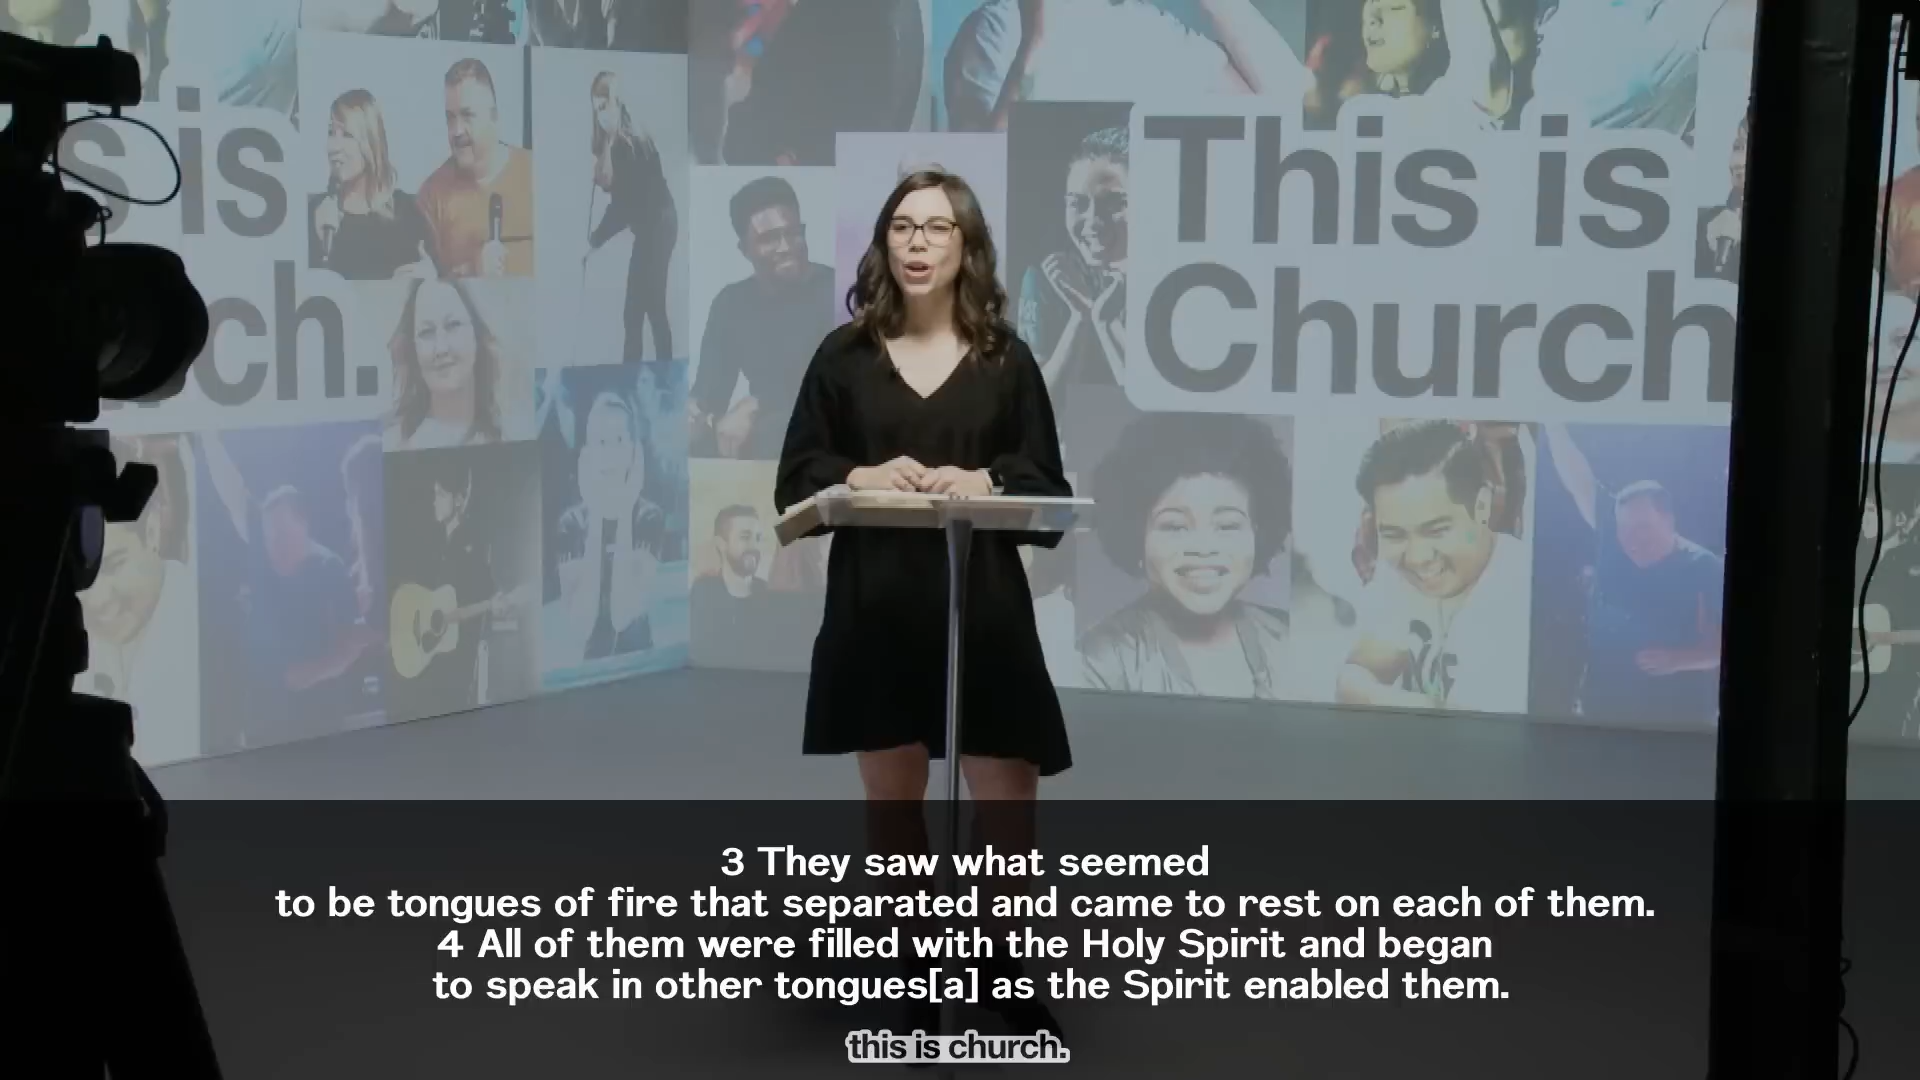 s is
rch.
This is
Church
3 They saw what seemed
to be tongues of fire that separated and came to rest on each of them.
4 All of them were filled with the Holy Spirit and began
to speak in other tongues[a] as the Spirit enabled them.
this is church.